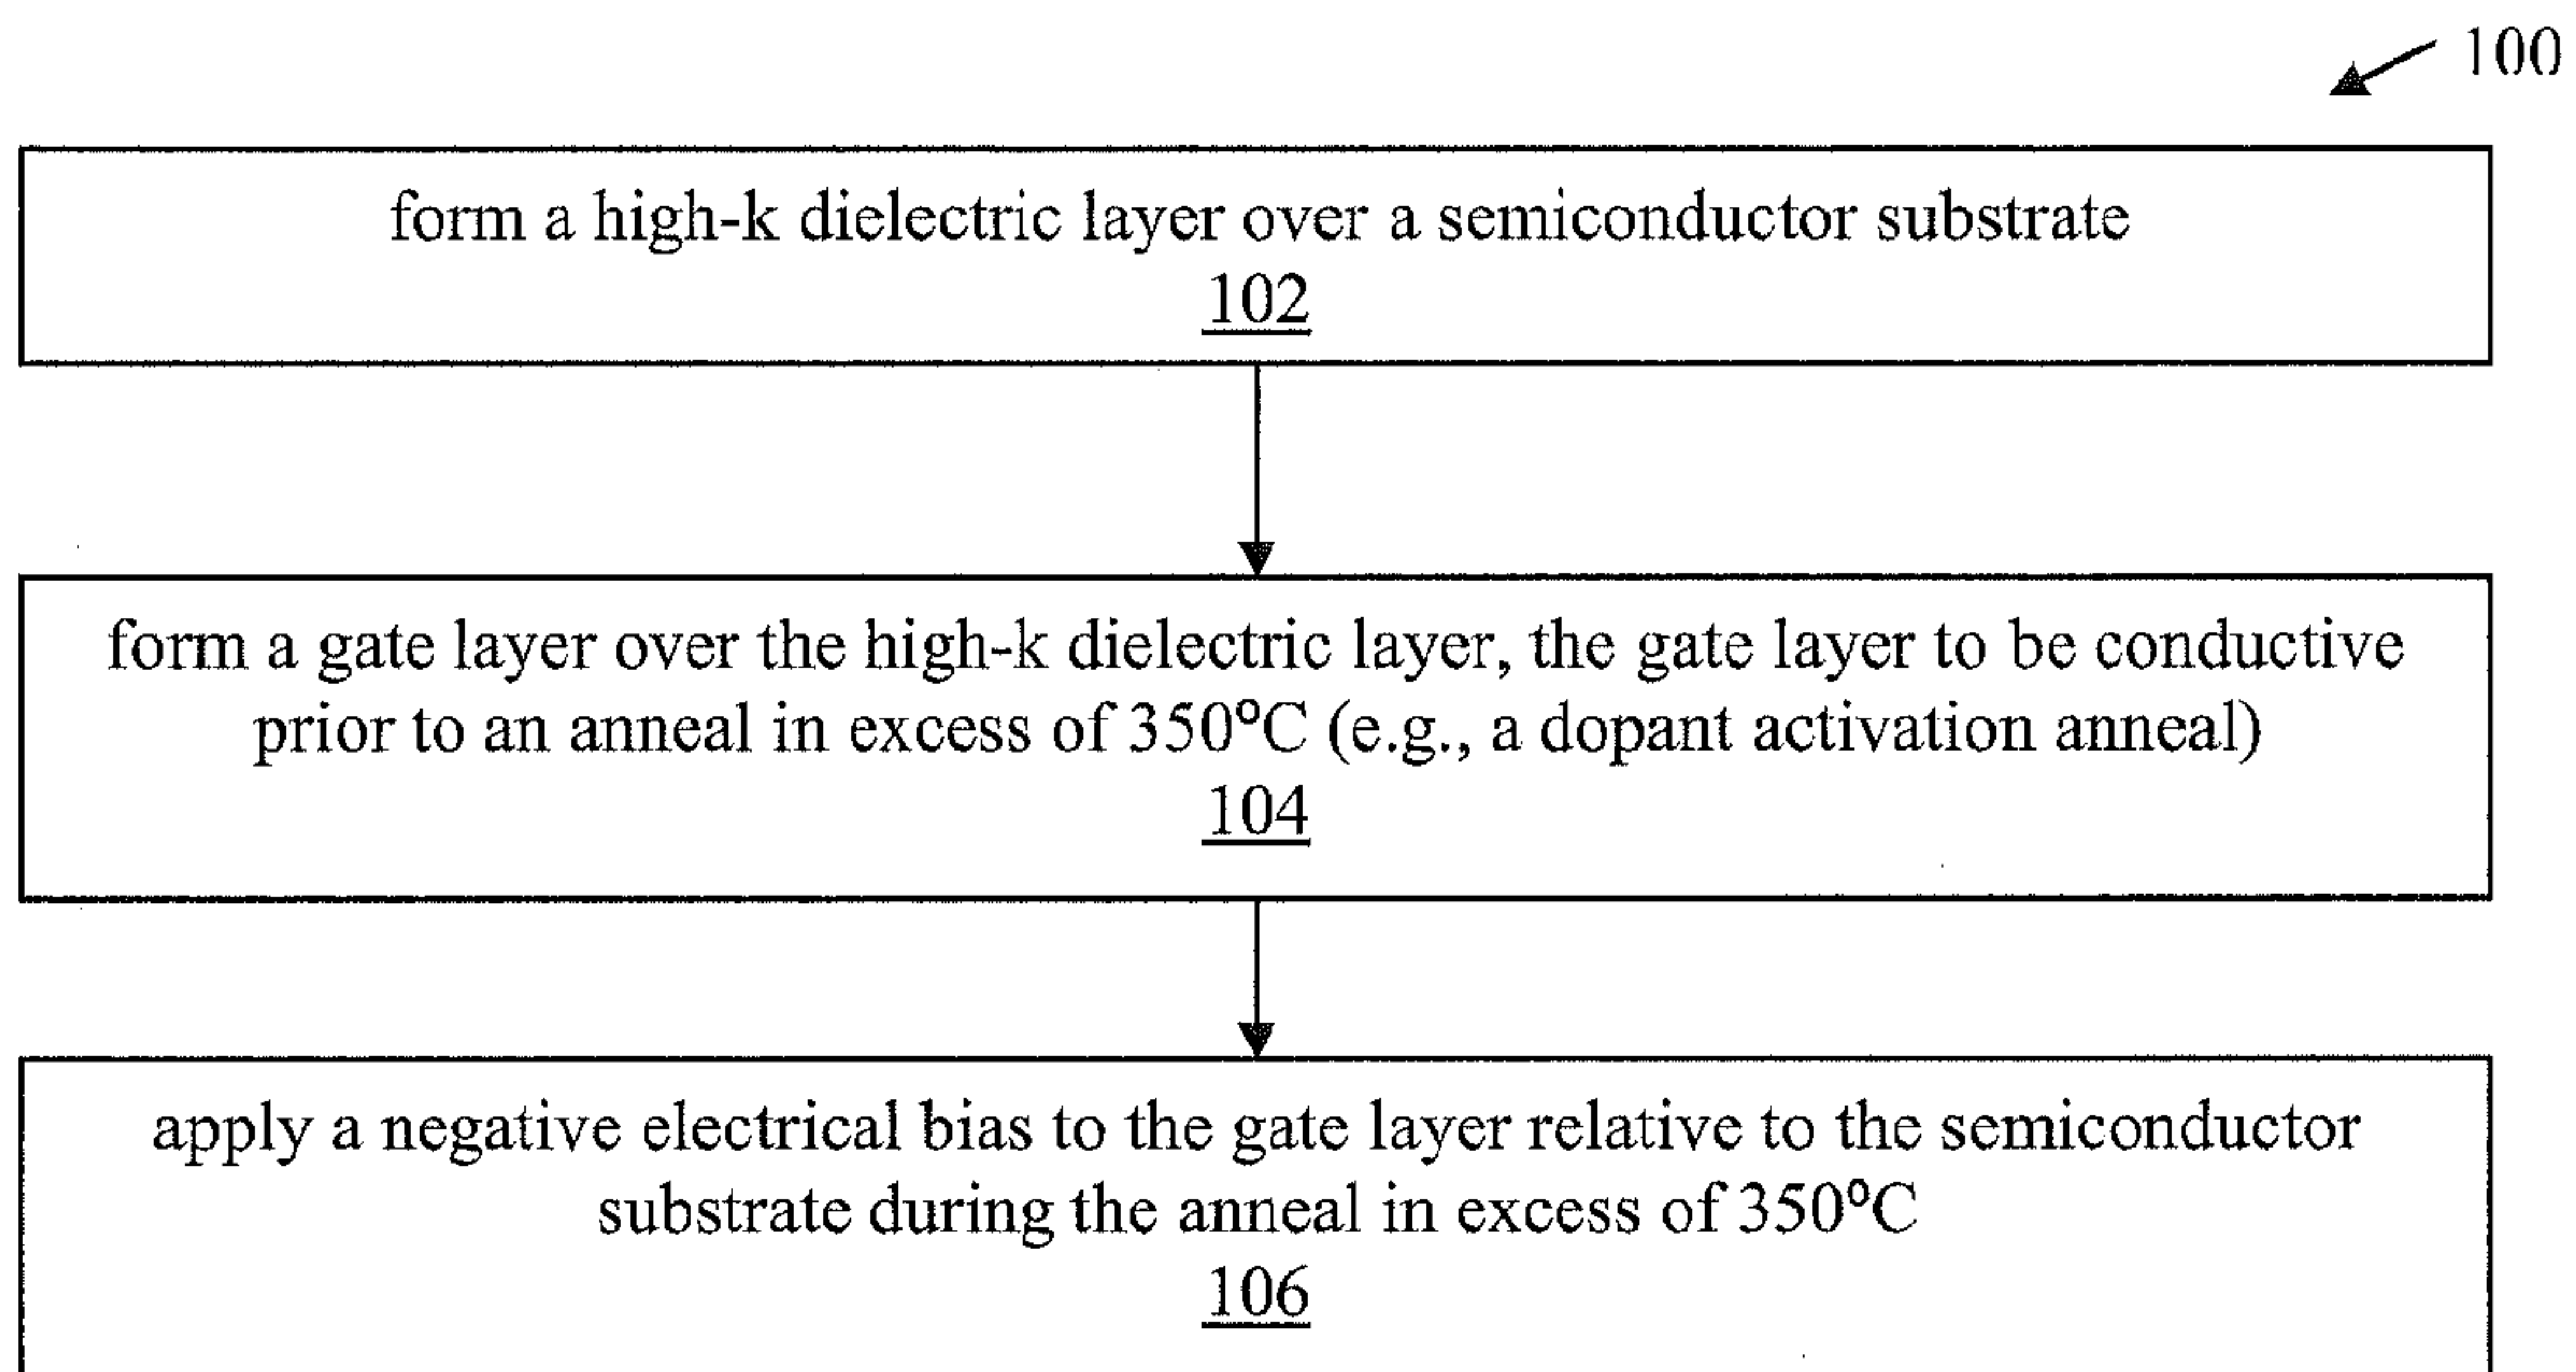 100
form a high-k dielectric layer over a semiconductor substrate
102
form a gate layer over the high-k dielectric layer, the gate layer to be conductive
prior to an anneal in excess of 350°C (e.g., a dopant activation anneal)
104
apply a negative electrical bias to the gate layer relative to the semiconductor
substrate during the anneal in excess of 350°C
106